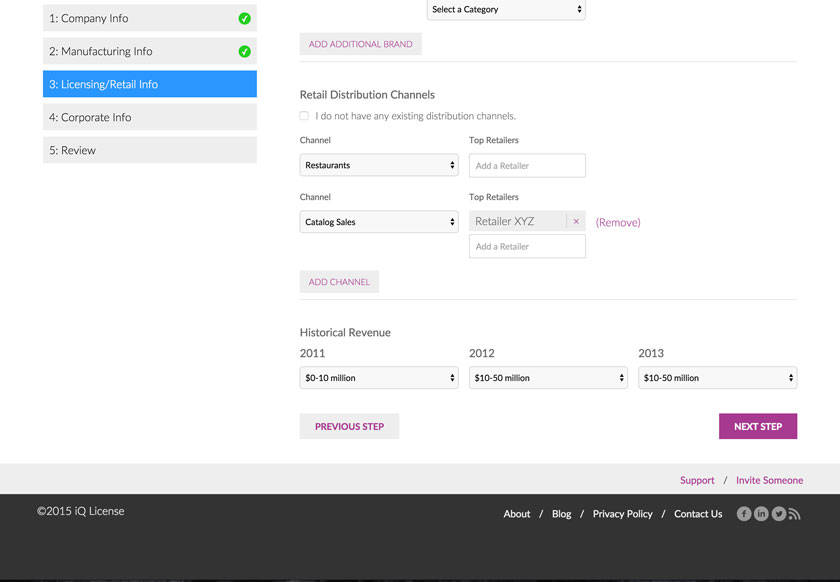 1: Company Info
2: Manufacturing Info
3: Licensing/Retail Info
4: Corporate Info
5: Review
Select a Category
ADD ADDITIONAL BRAND
Retail Distribution Channels
I do not have any existing distribution channels.
Channel Top Retailers
Restaurants Add a Retailer
Channel Top Retailers
Catalog Sales Retailer XYZ × (Remove)
Add a Retailer
ADD CHANNEL
Historical Revenue
2011 2012 2013
$0-10 million $10-50 million $10-50 million
PREVIOUS STEP NEXT STEP
Support / Invite Someone
©2015 iQ License About / Blog / Privacy Policy / Contact Us